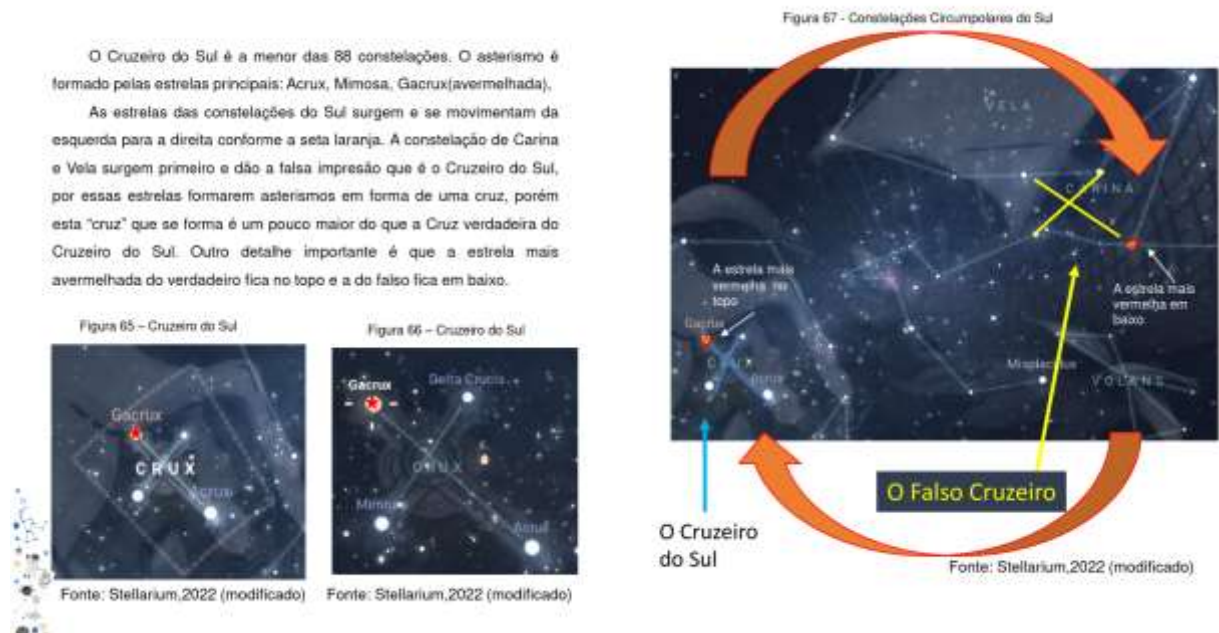 O Cruzeiro do Sul é a menor das 88 constelações. O asterismo é
formado pelas estrelas principais: Acrux, Mimosa, Gacrux(avermelhada),
As estrelas das constelações do Sul surgem e se movimentam da
esquerda para a direita conforme a seta laranja. A constelação de Carina
e Vela surgem primeiro e dão a falsa impressão que é o Cruzeiro do Sul,
por essas estrelas formarem asterismos em forma de uma cruz, porém
esta “cruz” que se forma é um pouco maior do que a Cruz verdadeira do
Cruzeiro do Sul. Outro detalhe importante é que a estrela mais
avermelhada do verdadeiro fica no topo e a do falso fica em baixo.
Figura 65 – Cruzeiro do Sul
Gacrux
CRUX
Acrux
Fonte: Stellarium,2022 (modificado)
Figura 66 – Cruzeiro do Sul
Gacrux
Delta Crucis
CRUX
Mimosa
Acrux
Fonte: Stellarium,2022 (modificado)
Figura 67 - Constelações Circumpolares do Sul
VELA
CARINA
A estrela mais
vermelha no
topo
A estrela mais
vermelha em
baixo.
Gacrux
CRUX
Acrux
Miaplacidus
VOLANS
O Falso Cruzeiro
O Cruzeiro
do Sul
Fonte: Stellarium,2022 (modificado)